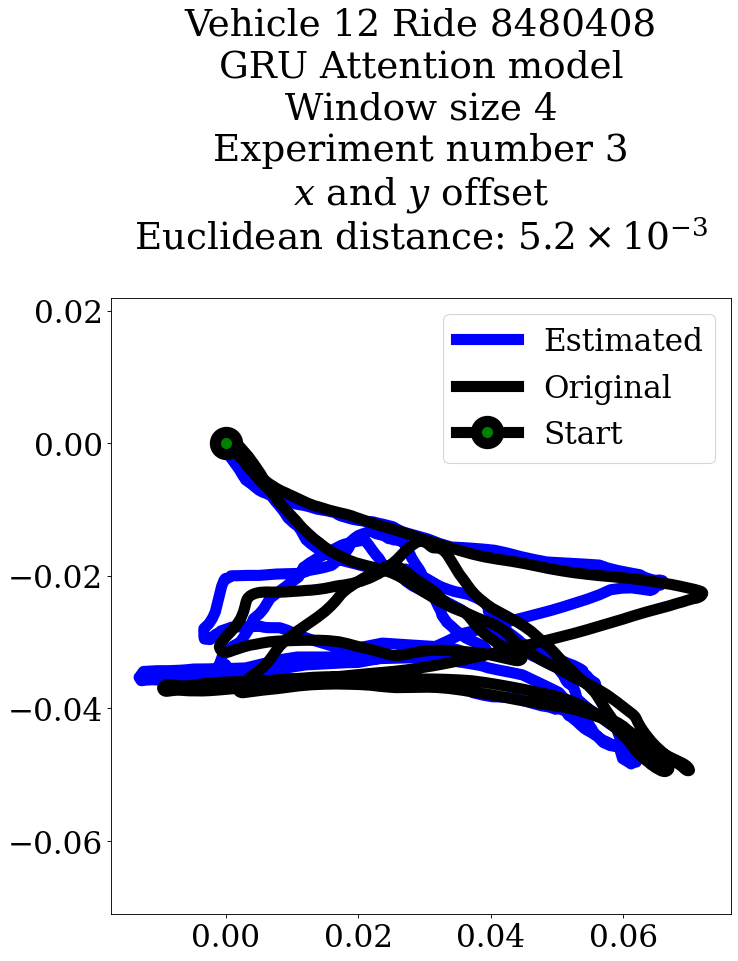 Vehicle 12 Ride 8480408
GRU Attention model
Window size 4
Experiment number 3
x and y offset
Euclidean distance: 5.2 × 10⁻³
Estimated
Original
Start
0.02
0.00
−0.02
−0.04
−0.06
0.00 0.02 0.04 0.06